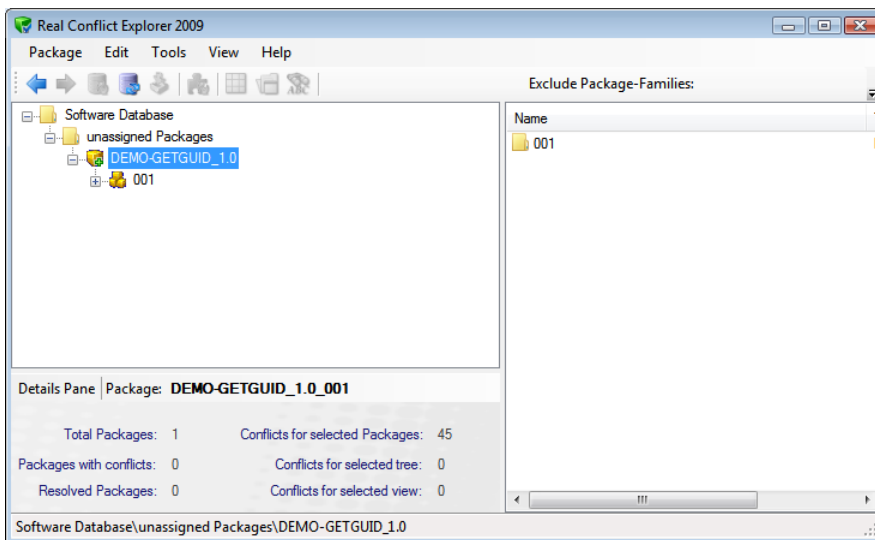 Real Conflict Explorer 2009
Package Edit Tools View Help
Exclude Package-Families:
Software Database
unassigned Packages
DEMO-GETGUID_1.0
001
Name
001
Details Pane Package: DEMO-GETGUID_1.0_001
Total Packages: 1 Conflicts for selected Packages: 45
Packages with conflicts: 0 Conflicts for selected tree: 0
Resolved Packages: 0 Conflicts for selected view: 0
Software Database\unassigned Packages\DEMO-GETGUID_1.0